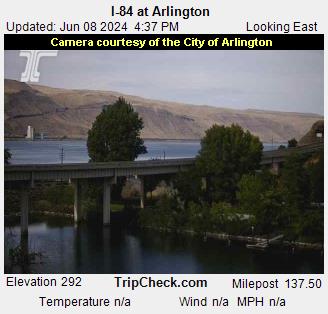 I-84 at Arlington
Updated: Jun 08 2024 4:37 PM Looking East
Camera courtesy of the City of Arlington
Elevation 292 TripCheck.com Milepost 137.50
Temperature n/a Wind n/a MPH n/a